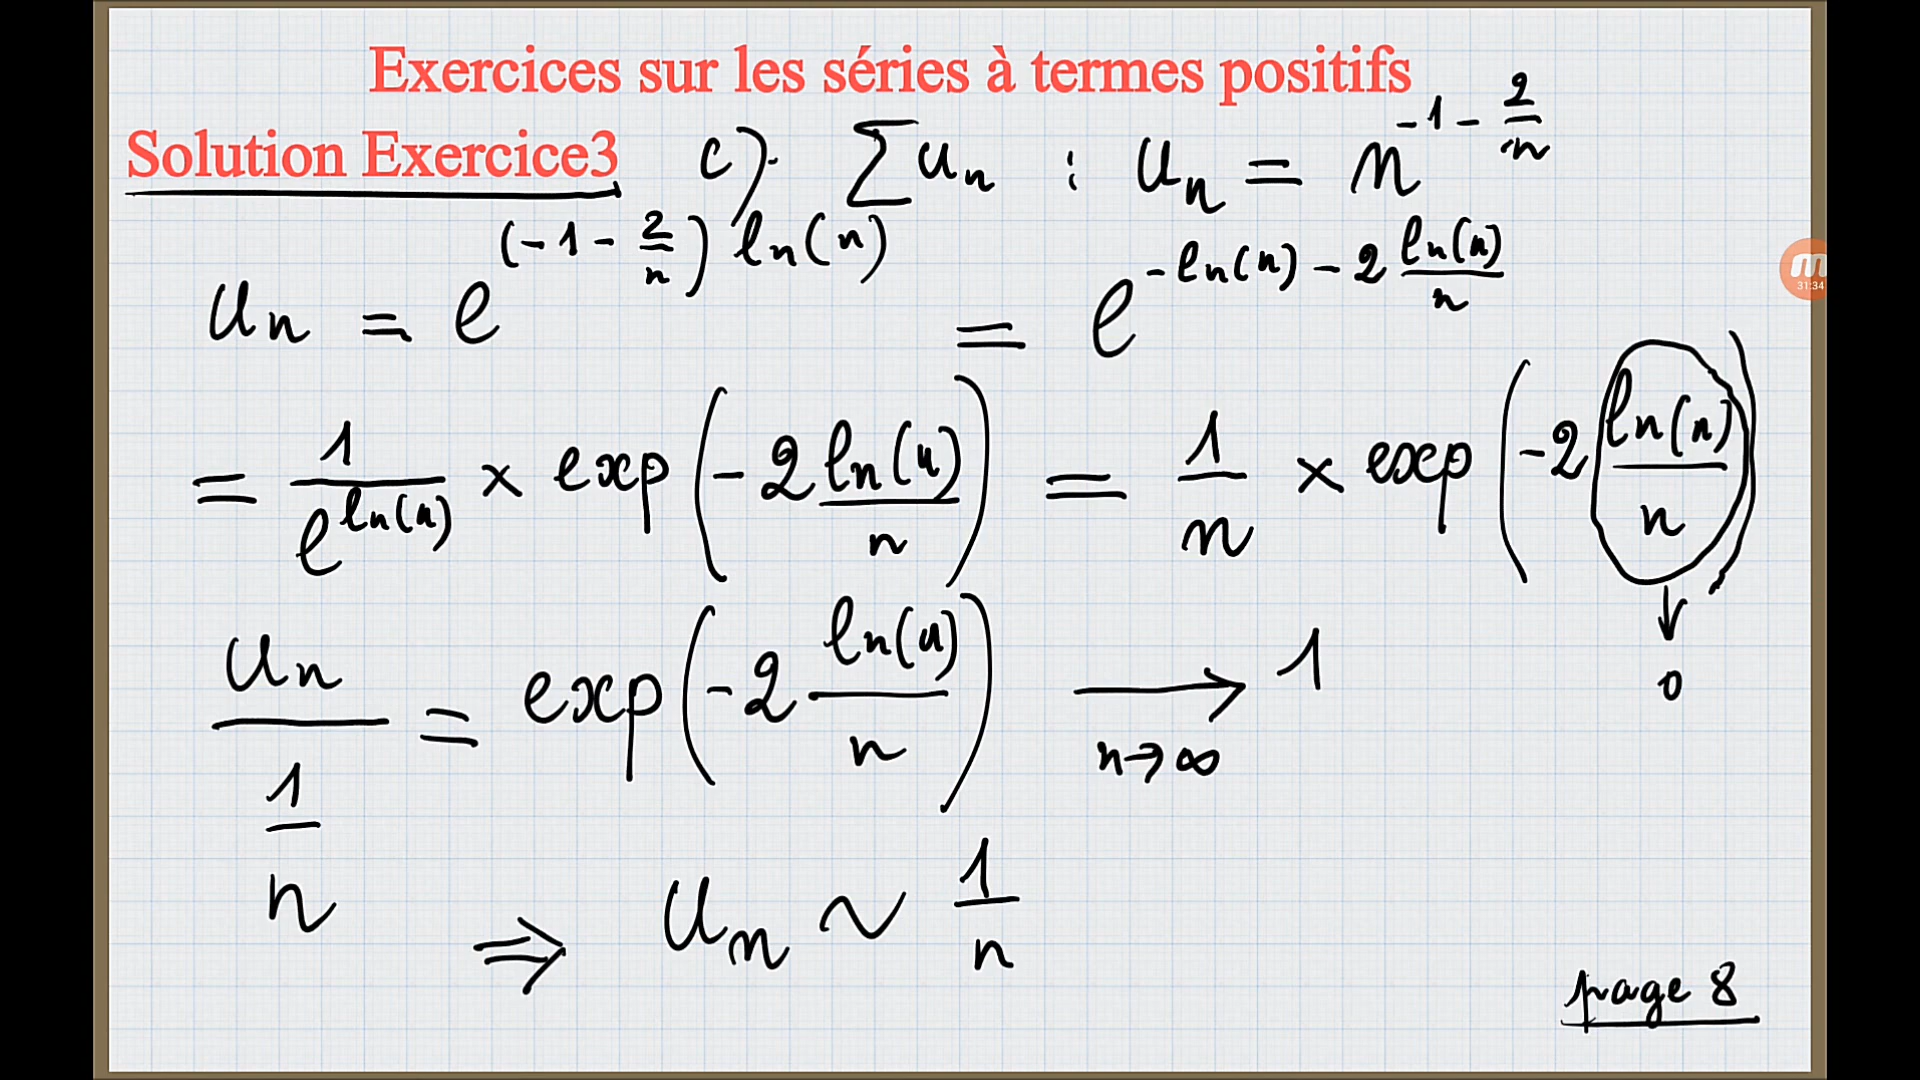 Exercices sur les séries à termes positifs
Solution Exercice3 c). ∑uₙ : uₙ = n^(-1 - 2/n)
uₙ = e^((-1 - 2/n) ln(n)) = e^(-ln(n) - 2 ln(n)/n)
= 1/e^(ln(n)) × exp(-2 ln(n)/n) = 1/n × exp(-2 ln(n)/n)
↓
0
uₙ/(1/n) = exp(-2 ln(n)/n) → 1
n→∞
⇒ uₙ ~ 1/n
page 8
31:34